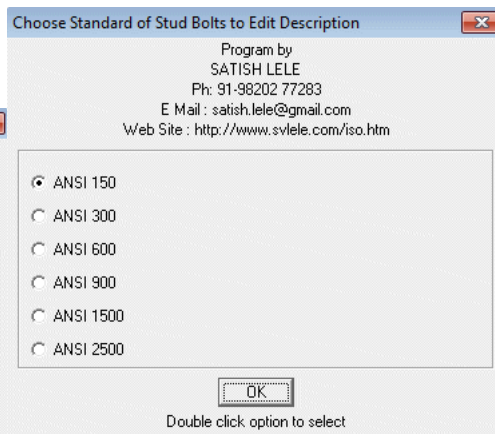 Choose Standard of Stud Bolts to Edit Description
Program by
SATISH LELE
Ph: 91-98202 77283
E Mail : satish.lele@gmail.com
Web Site : http://www.svlele.com/iso.htm
ANSI 150
ANSI 300
ANSI 600
ANSI 900
ANSI 1500
ANSI 2500
OK
Double click option to select